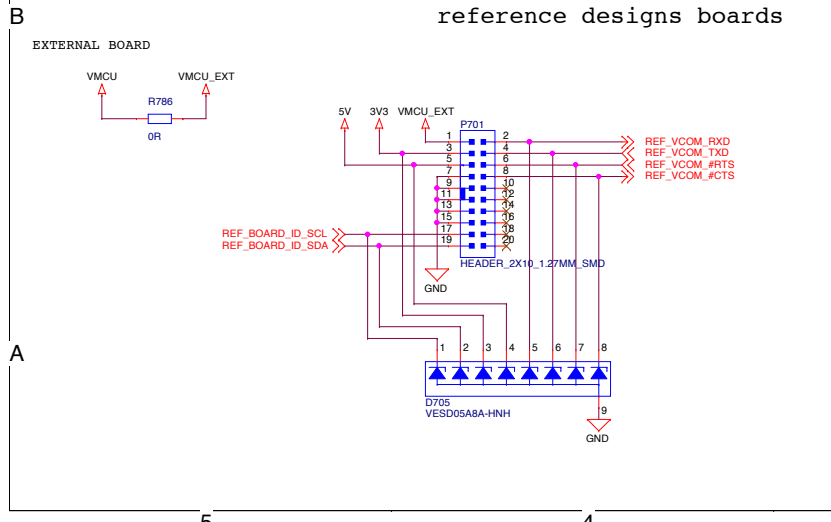 B
reference designs boards
EXTERNAL BOARD
VMCU
VMCU_EXT
R786
0R
5V
3V3
VMCU_EXT
P701
1
2
REF_VCOM_RXD
3
4
REF_VCOM_TXD
5
6
REF_VCOM_#RTS
7
8
REF_VCOM_#CTS
9
10
11
12
13
14
15
16
REF_BOARD_ID_SCL
17
18
REF_BOARD_ID_SDA
19
20
HEADER_2X10_1.27MM_SMD
GND
A
1
2
3
4
5
6
7
8
D705
VESD05A8A-HNH
9
GND
5
4